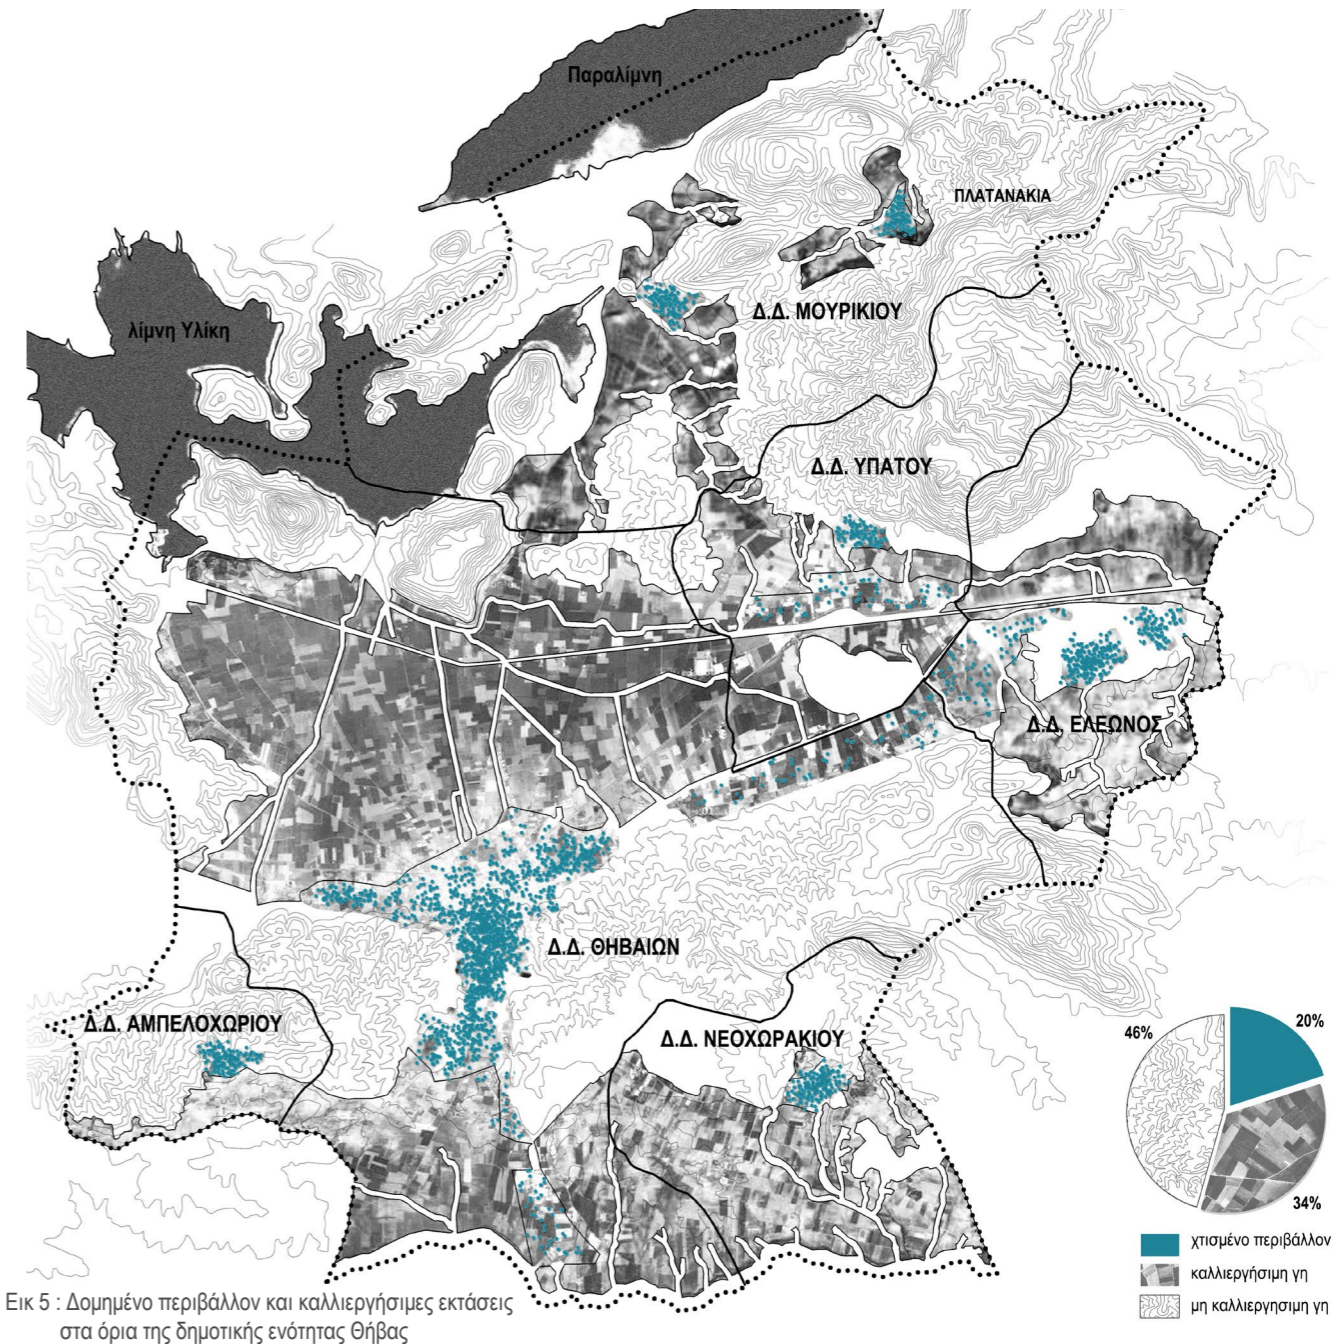 Παραλίμνη
ΠΛΑΤΑΝΑΚΙΑ
Δ.Δ. ΜΟΥΡΙΚΙΟΥ
λίμνη Υλίκη
Δ.Δ. ΥΠΑΤΟΥ
Δ.Δ. ΕΛΕΩΝΟΣ
Δ.Δ. ΘΗΒΑΙΩΝ
Δ.Δ. ΑΜΠΕΛΟΧΩΡΙΟΥ
Δ.Δ. ΝΕΟΧΩΡΑΚΙΟΥ
46%
20%
34%
χτισμένο περιβάλλον
καλλιεργήσιμη γη
μη καλλιεργησιμη γη
Εικ 5 : Δομημένο περιβάλλον και καλλιεργήσιμες εκτάσεις
στα όρια της δημοτικής ενότητας Θήβας